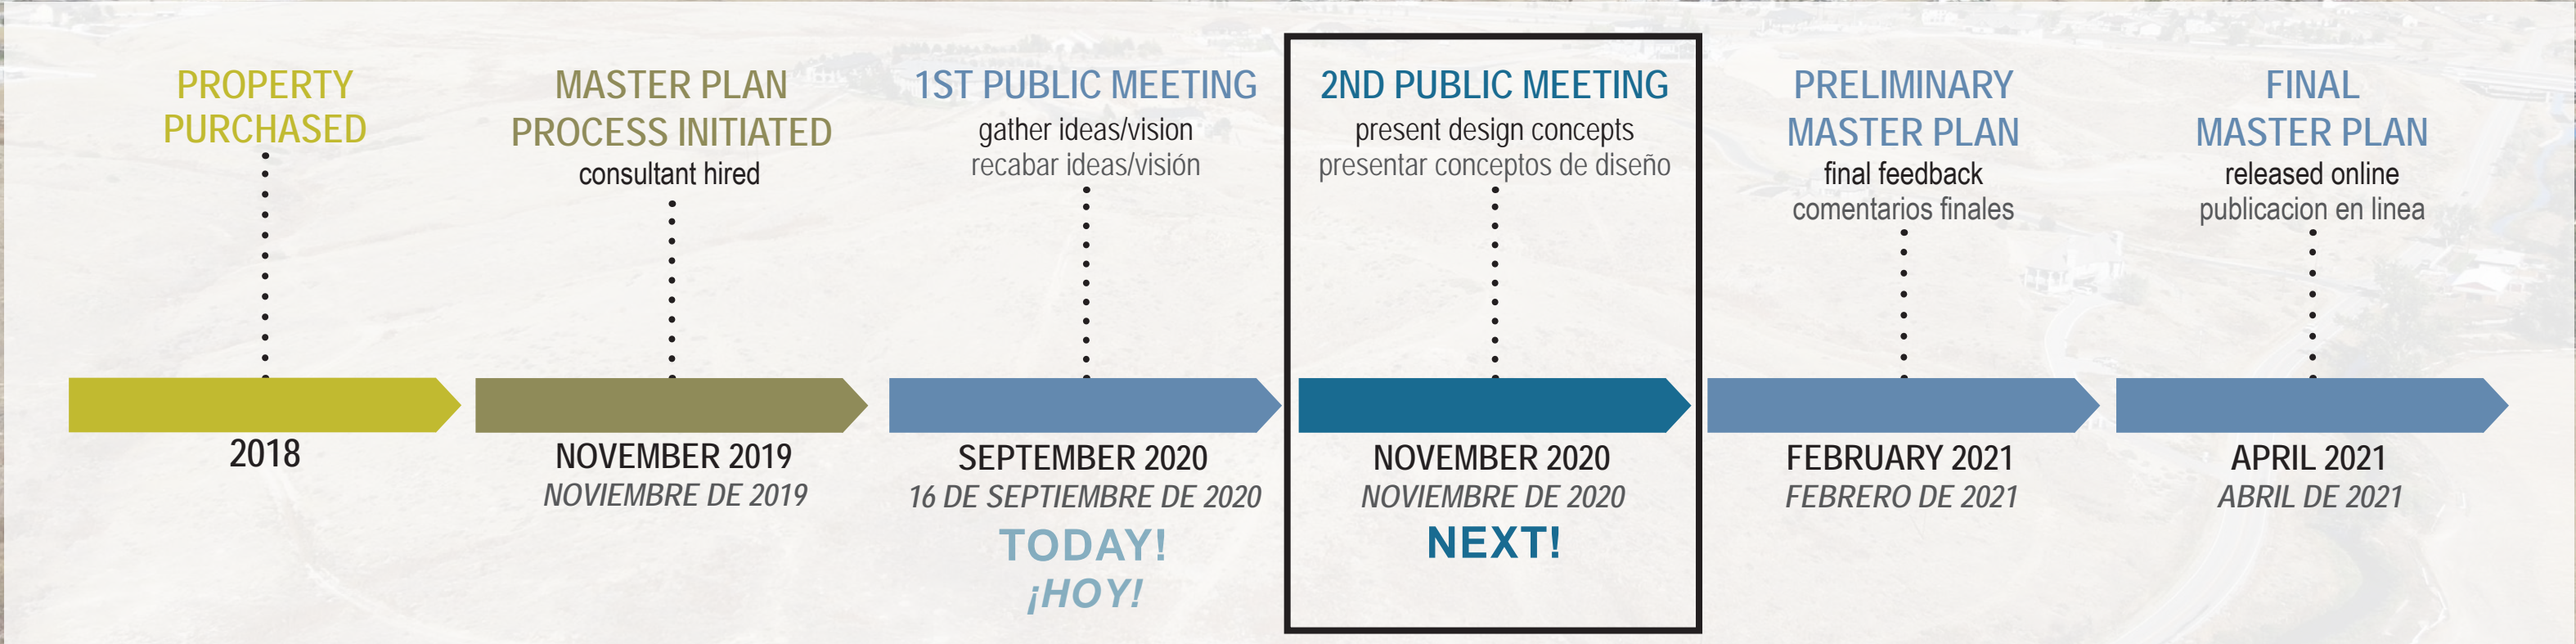 PROPERTY
PURCHASED
2018
MASTER PLAN
PROCESS INITIATED
consultant hired
NOVEMBER 2019
NOVIEMBRE DE 2019
1ST PUBLIC MEETING
gather ideas/vision
recabar ideas/visión
SEPTEMBER 2020
16 DE SEPTIEMBRE DE 2020
TODAY!
¡HOY!
2ND PUBLIC MEETING
present design concepts
presentar conceptos de diseño
NOVEMBER 2020
NOVIEMBRE DE 2020
NEXT!
PRELIMINARY
MASTER PLAN
final feedback
comentarios finales
FEBRUARY 2021
FEBRERO DE 2021
FINAL
MASTER PLAN
released online
publicacion en linea
APRIL 2021
ABRIL DE 2021